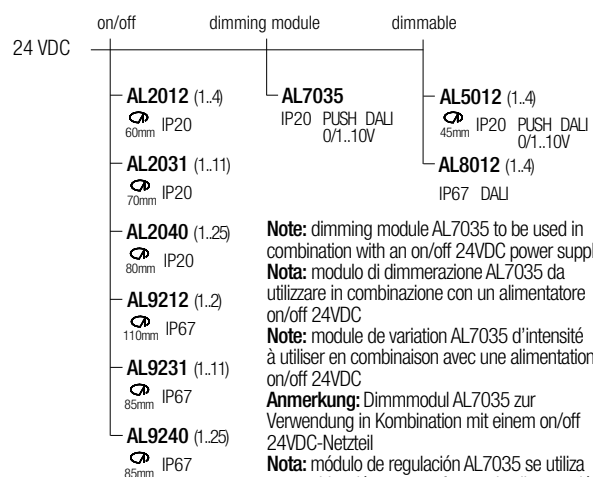 on/off
dimming module
dimmable
24 VDC
AL2012 (1..4)
60mm IP20
AL2031 (1..11)
70mm IP20
AL2040 (1..25)
80mm IP20
AL9212 (1..2)
110mm IP67
AL9231 (1..11)
85mm IP67
AL9240 (1..25)
85mm IP67
AL7035
IP20 PUSH DALI
0/1..10V
AL5012 (1..4)
45mm IP20 PUSH DALI
0/1..10V
AL8012 (1..4)
IP67 DALI
Note: dimming module AL7035 to be used in
combination with an on/off 24VDC power suppl
Nota: modulo di dimmerazione AL7035 da
utilizzare in combinazione con un alimentatore
on/off 24VDC
Note: module de variation AL7035 d'intensité
à utiliser en combinaison avec une alimentation
on/off 24VDC
Anmerkung: Dimmmodul AL7035 zur
Verwendung in Kombination mit einem on/off
24VDC-Netzteil
Nota: módulo de regulación AL7035 se utiliza